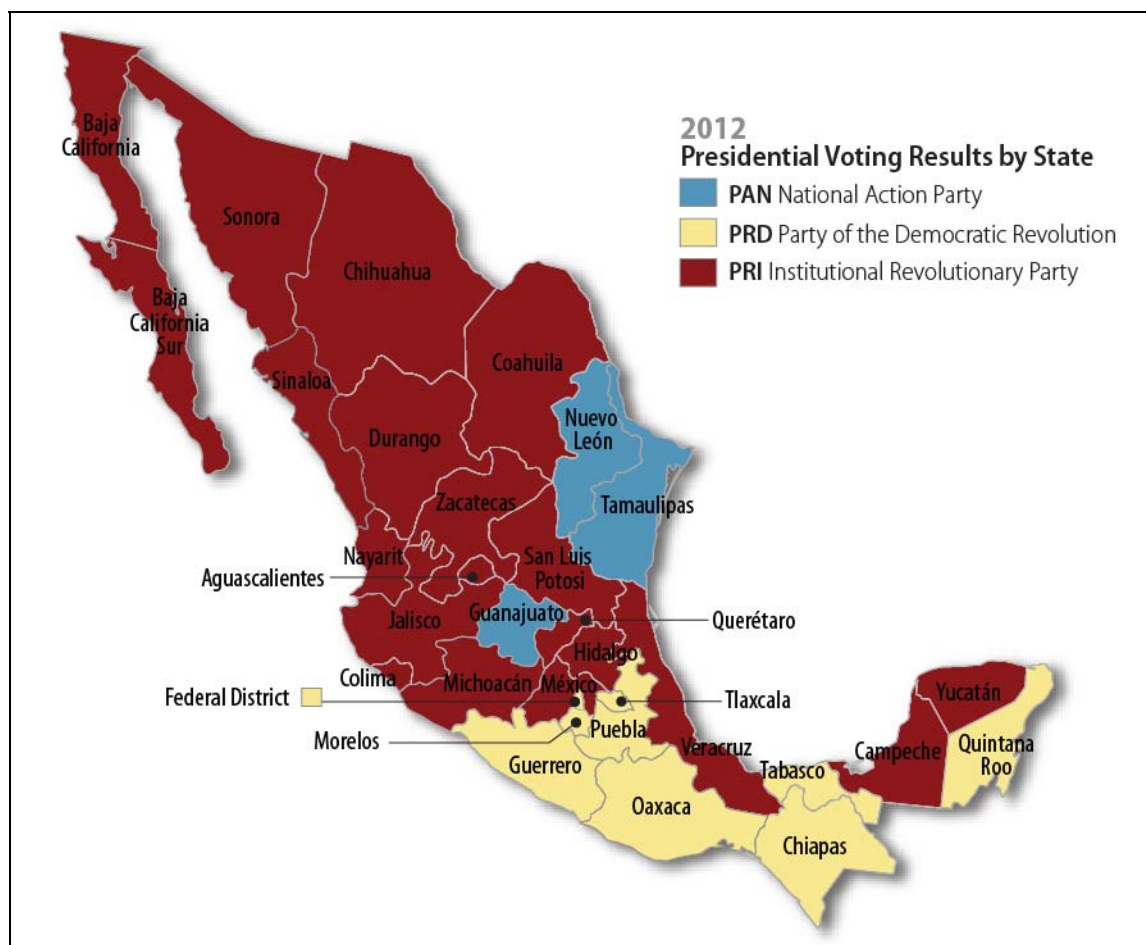 2012
Presidential Voting Results by State
PAN National Action Party
PRD Party of the Democratic Revolution
PRI Institutional Revolutionary Party
Baja
California
Sonora
Chihuahua
Baja
California
Sur
Coahuila
Sinaloa
Nuevo
León
Durango
Tamaulipas
Zacatecas
Nayarit
San Luis
Potosi
Aguascalientes
Guanajuato
Jalisco
Querétaro
Hidalgo
Colima
Michoacán
México
Federal District
Tlaxcala
Yucatán
Morelos
Puebla
Veracruz
Campeche
Quintana
Roo
Guerrero
Tabasco
Oaxaca
Chiapas